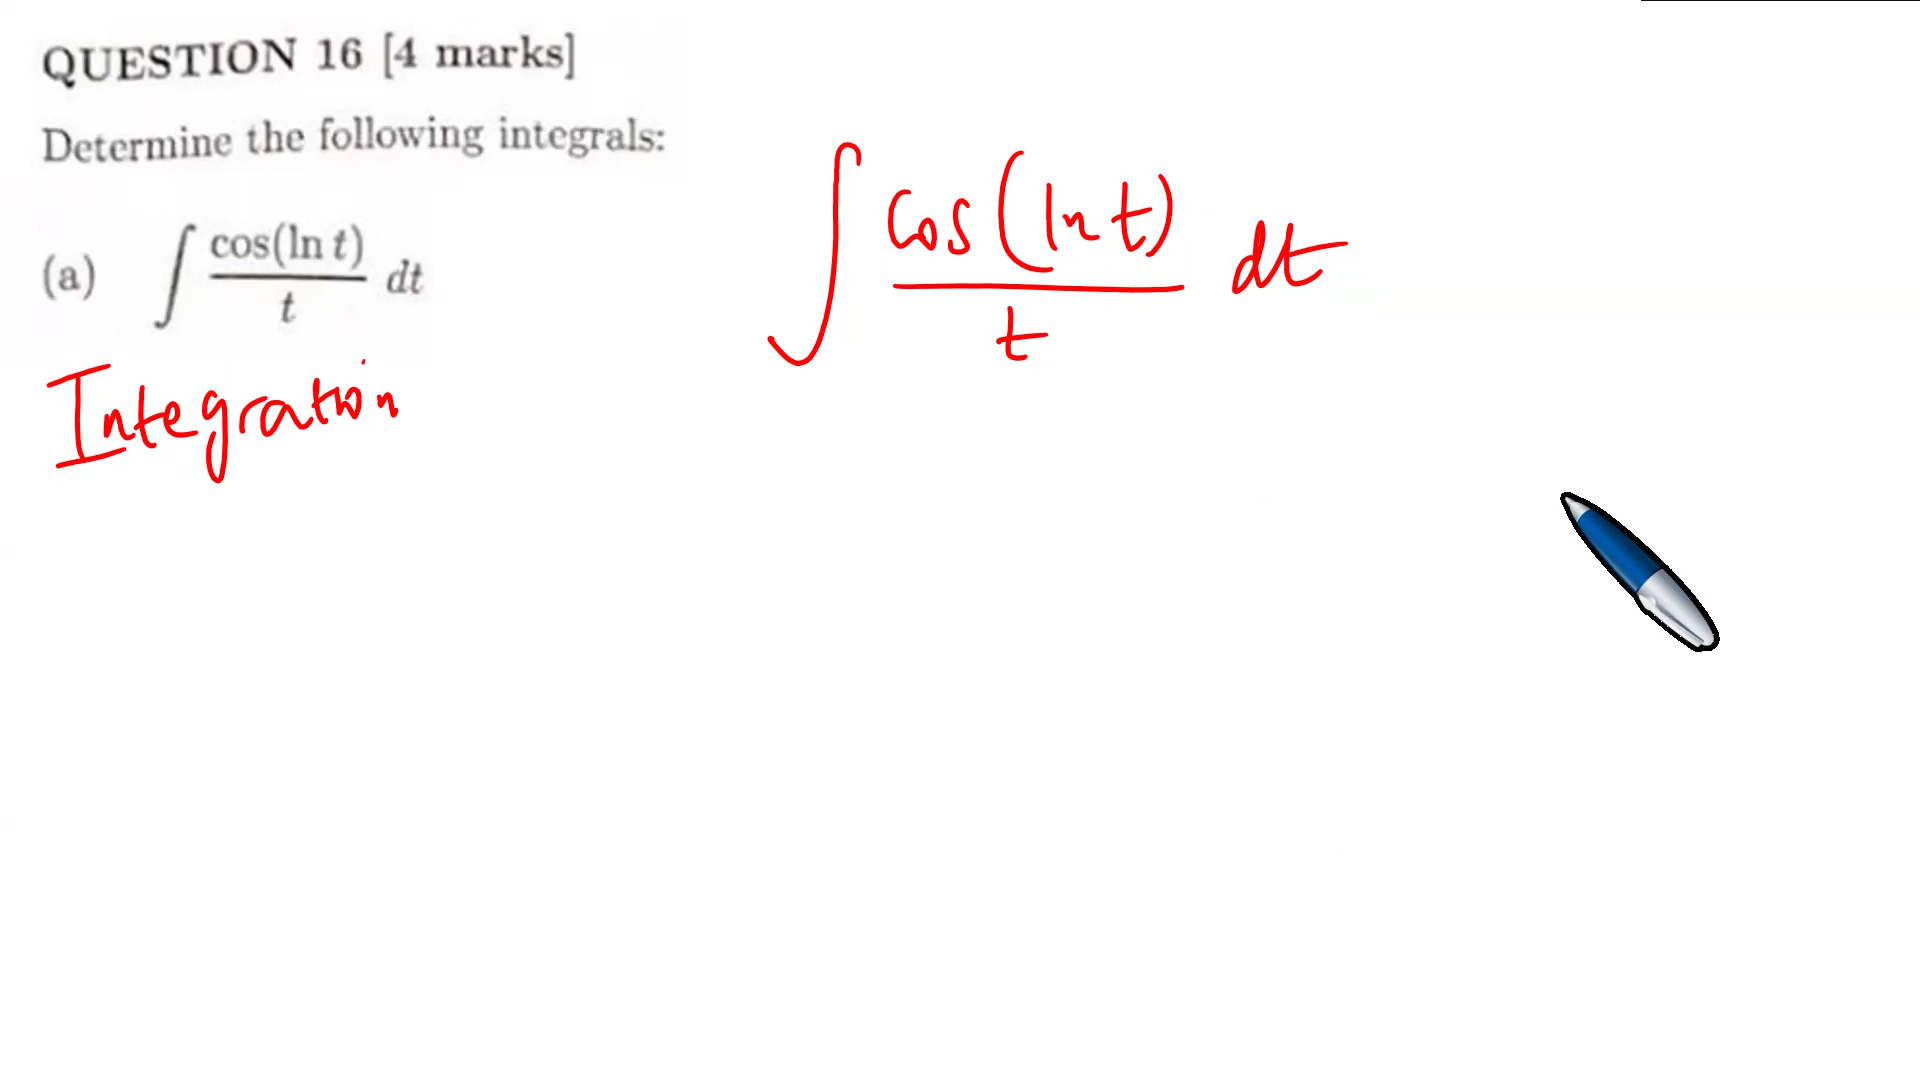 QUESTION 16 [4 marks]
Determine the following integrals:
(a) ∫ cos(ln t)/t dt
Integration
∫ cos(ln t)/t dt